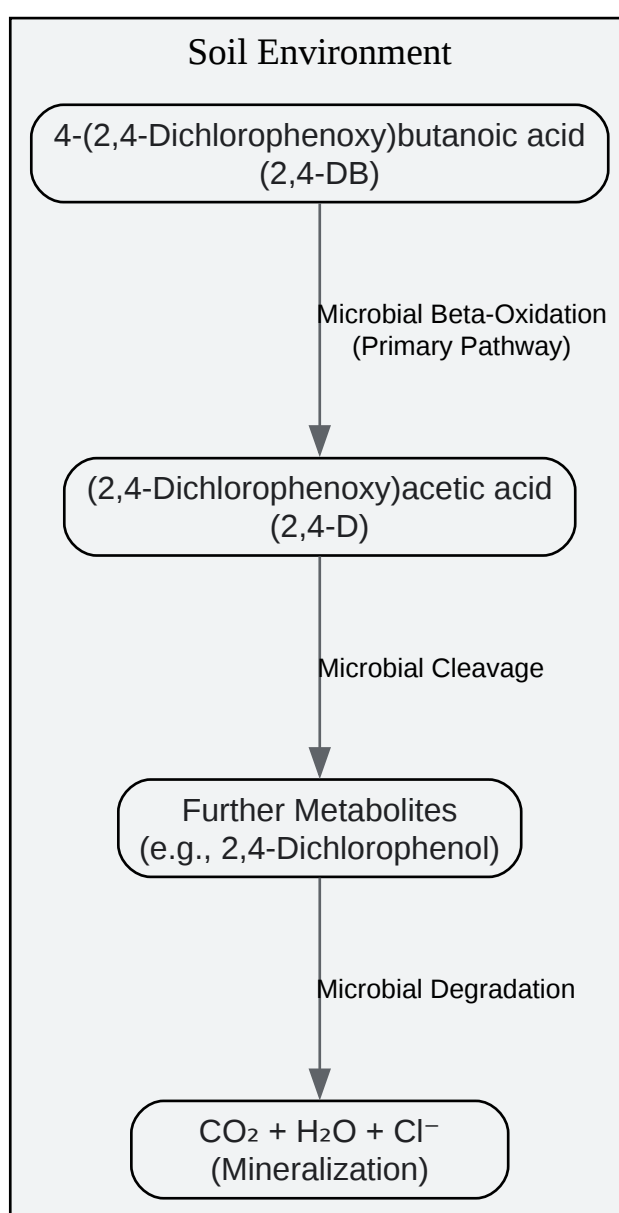 Soil Environment
4-(2,4-Dichlorophenoxy)butanoic acid
(2,4-DB)
Microbial Beta-Oxidation
(Primary Pathway)
(2,4-Dichlorophenoxy)acetic acid
(2,4-D)
Microbial Cleavage
Further Metabolites
(e.g., 2,4-Dichlorophenol)
Microbial Degradation
CO₂ + H₂O + Cl⁻
(Mineralization)